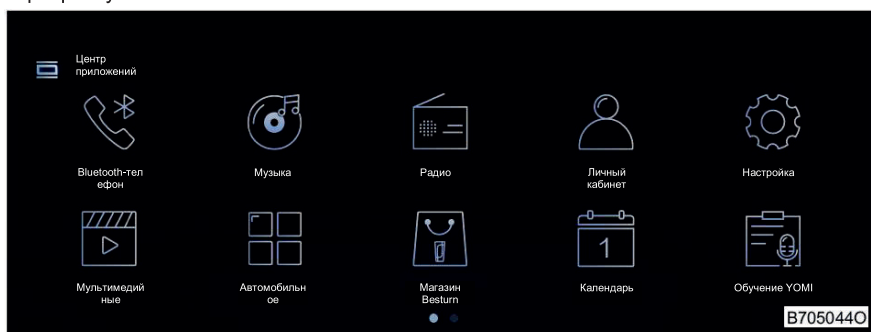 Центр
приложений
Bluetooth-тел
ефон
Музыка
Радио
Личный
кабинет
Настройка
1
Мультимедий
ные
Автомобильн
ое
Магазин
Besturn
Календарь
Обучение YOMI
B705044O